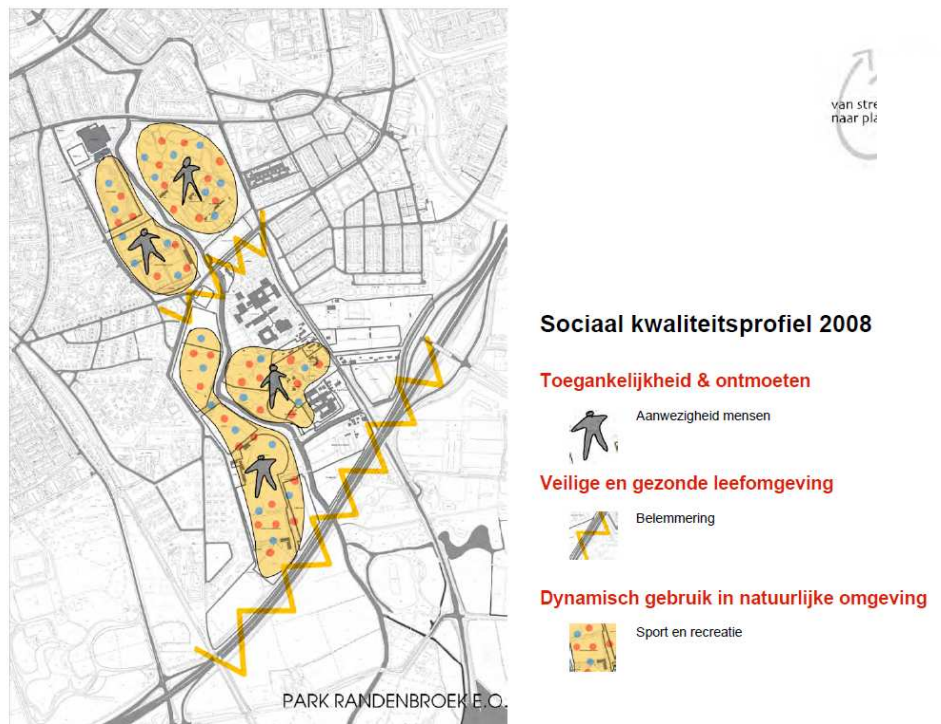 van stre
naar pla
Sociaal kwaliteitsprofiel 2008
Toegankelijkheid & ontmoeten
Aanwezigheid mensen
Veilige en gezonde leefomgeving
Belemmering
Dynamisch gebruik in natuurlijke omgeving
Sport en recreatie
PARK RANDENBROEK E.O.